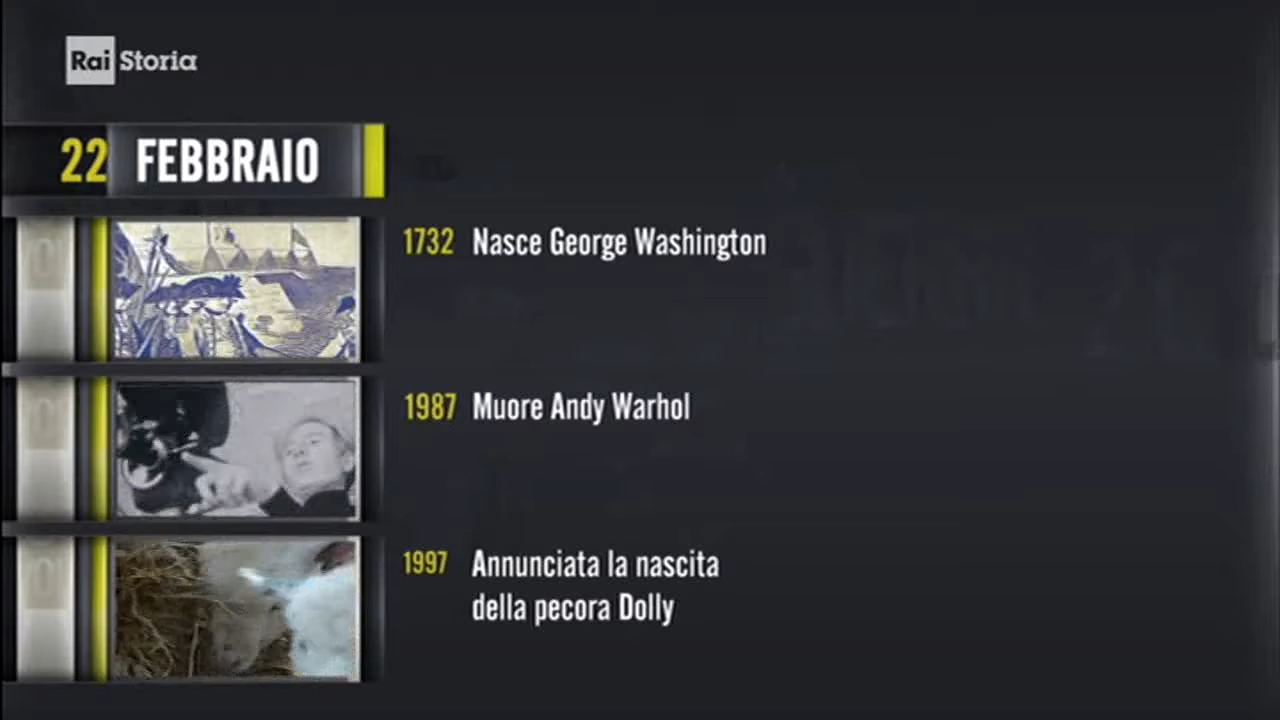 Rai Storia
22 FEBBRAIO
1732 Nasce George Washington
1987 Muore Andy Warhol
1997 Annunciata la nascita
della pecora Dolly